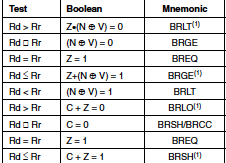 Test Boolean Mnemonic
Rd > Rr Z•(N ⊕ V) = 0 BRLT(1)
Rd □ Rr (N ⊕ V) = 0 BRGE
Rd = Rr Z = 1 BREQ
Rd ≤ Rr Z+(N ⊕ V) = 1 BRGE(1)
Rd < Rr (N ⊕ V) = 1 BRLT
Rd > Rr C + Z = 0 BRLO(1)
Rd □ Rr C = 0 BRSH/BRCC
Rd = Rr Z = 1 BREQ
Rd ≤ Rr C + Z = 1 BRSH(1)